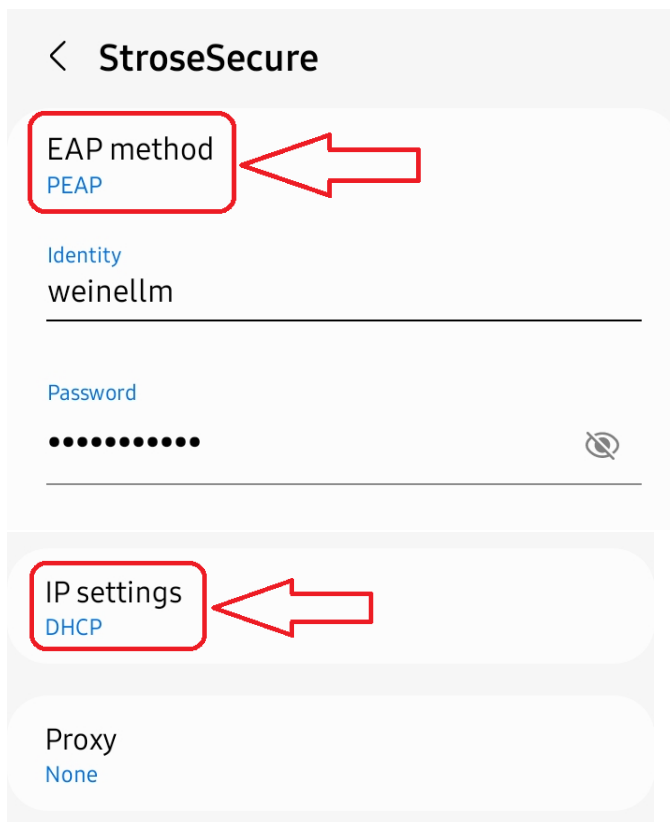 StroseSecure
EAP method
PEAP
Identity
weinellm
Password
•••••••••••
IP settings
DHCP
Proxy
None